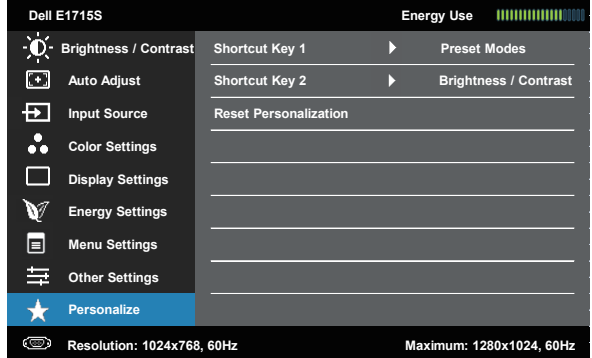 Dell E1715S Energy Use
Brightness / Contrast Shortcut Key 1 Preset Modes
Auto Adjust Shortcut Key 2 Brightness / Contrast
Input Source Reset Personalization
Color Settings
Display Settings
Energy Settings
Menu Settings
Other Settings
Personalize
Resolution: 1024x768, 60Hz Maximum: 1280x1024, 60Hz